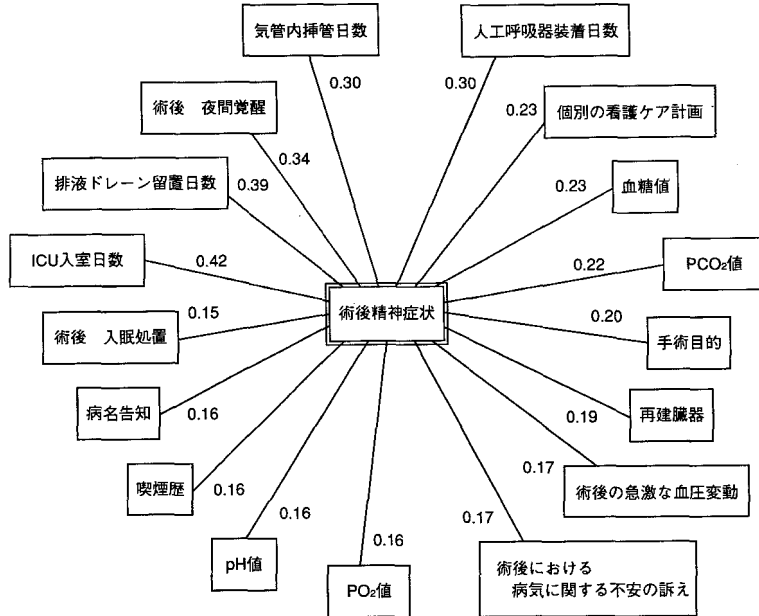 気管内挿管日数
人工呼吸器装着日数
0.30
0.30
術後 夜間覚醒
0.23
個別の看護ケア計画
0.34
排液ドレーン留置日数
0.39
0.23
血糖値
ICU入室日数
0.42
0.22
PCO₂値
術後精神症状
0.15
術後 入眠処置
0.20
手術目的
病名告知
0.16
0.19
再建臓器
喫煙歴
0.16
0.17
術後の急激な血圧変動
0.16
0.16
0.17
pH値
PO₂値
術後における
病気に関する不安の訴え